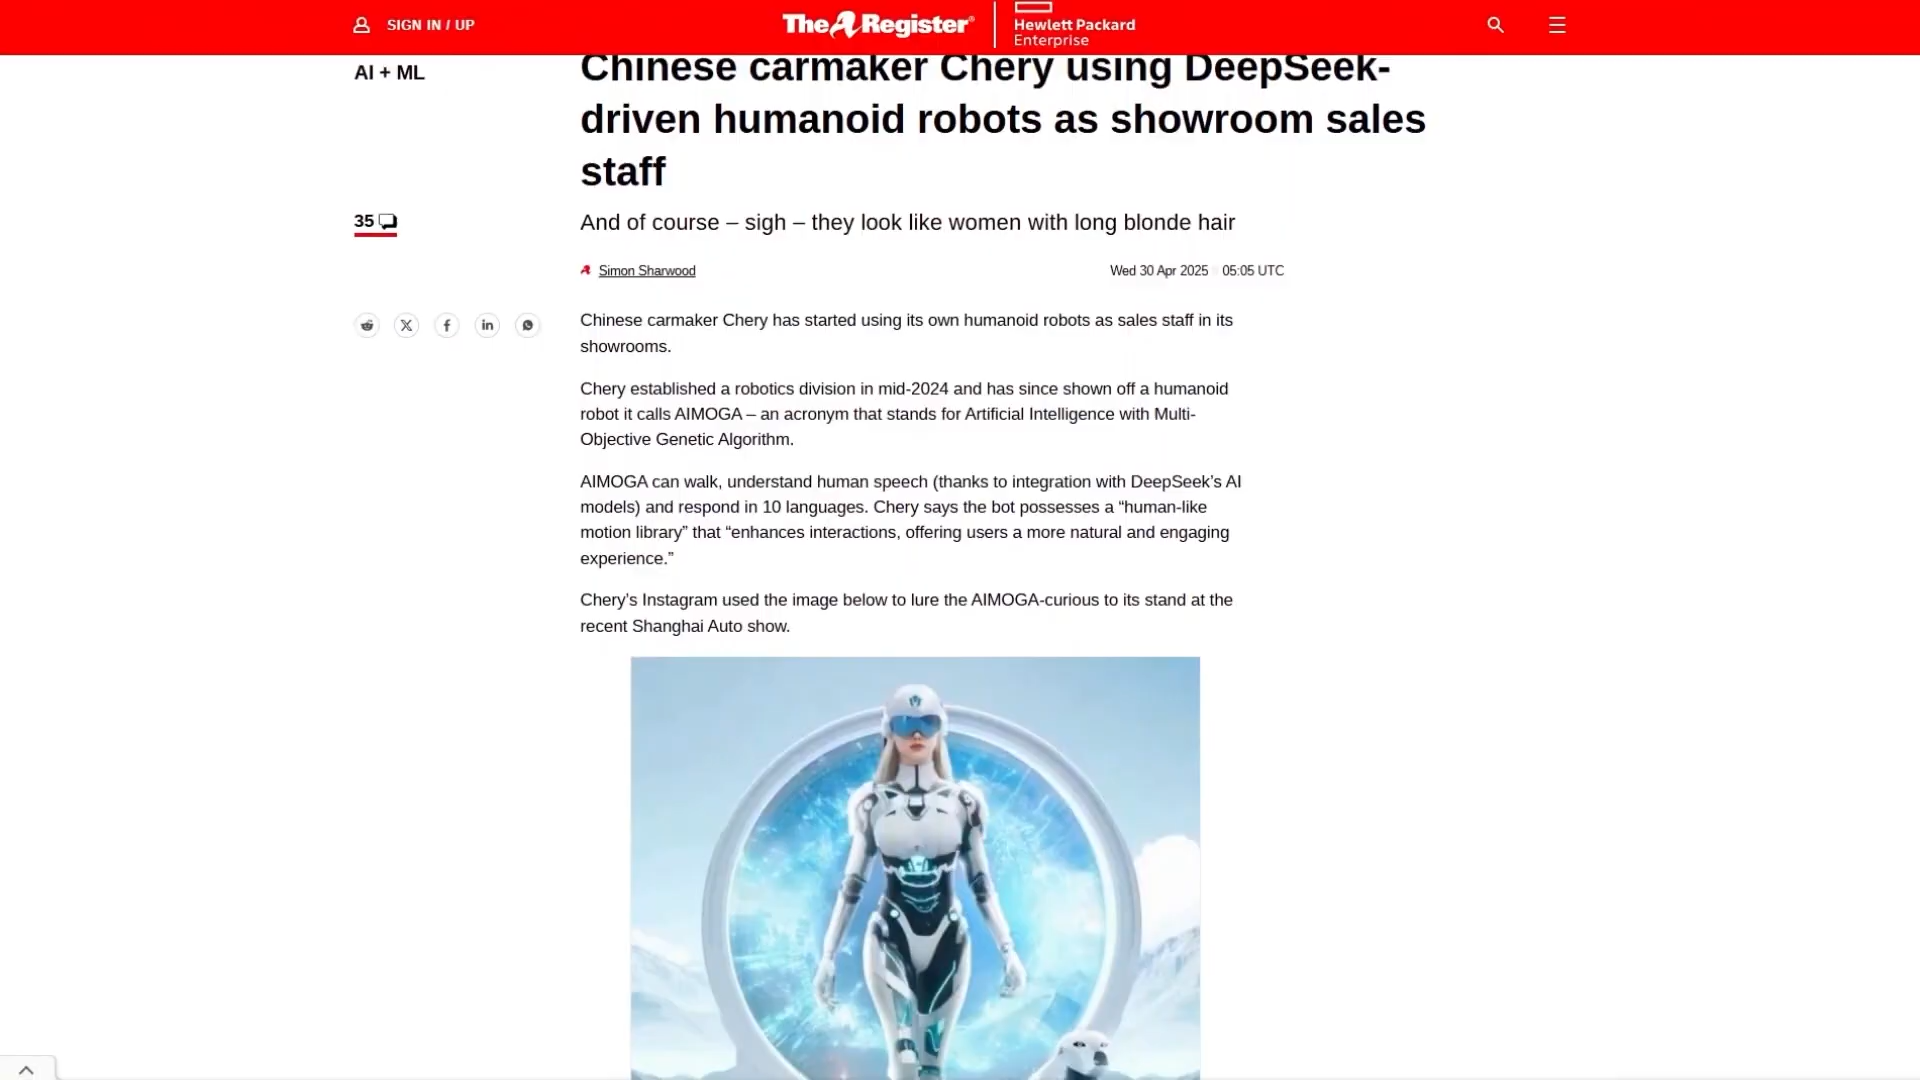 SIGN IN / UP
The Register®
Hewlett Packard
Enterprise
AI + ML
Chinese carmaker Chery using DeepSeek-
driven humanoid robots as showroom sales
staff
35
And of course – sigh – they look like women with long blonde hair
Simon Sharwood
Wed 30 Apr 2025 05:05 UTC
Chinese carmaker Chery has started using its own humanoid robots as sales staff in its
showrooms.
Chery established a robotics division in mid-2024 and has since shown off a humanoid
robot it calls AIMOGA – an acronym that stands for Artificial Intelligence with Multi-
Objective Genetic Algorithm.
AIMOGA can walk, understand human speech (thanks to integration with DeepSeek’s AI
models) and respond in 10 languages. Chery says the bot possesses a “human-like
motion library” that “enhances interactions, offering users a more natural and engaging
experience.”
Chery’s Instagram used the image below to lure the AIMOGA-curious to its stand at the
recent Shanghai Auto show.